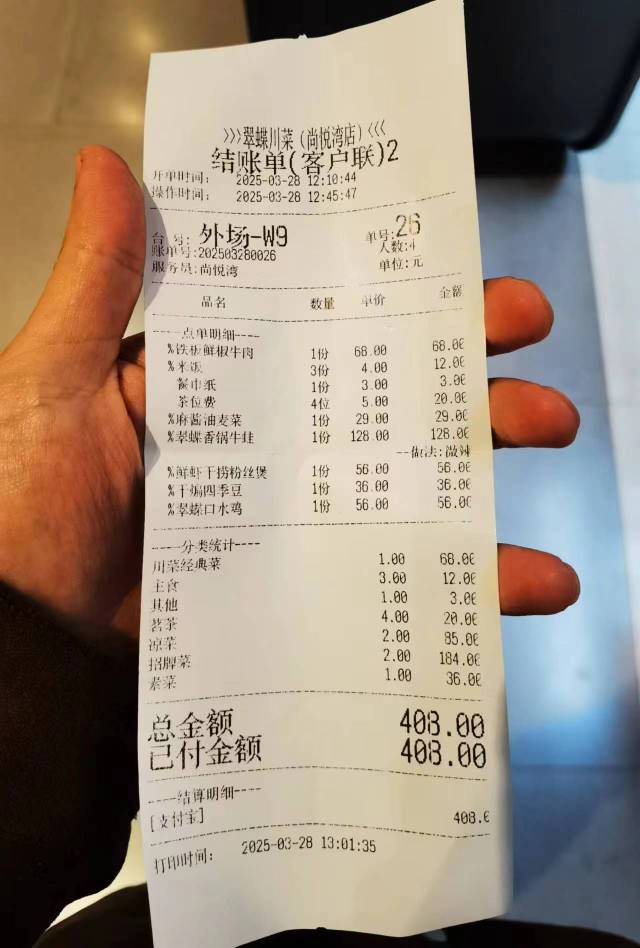 >>>翠蝶川菜(尚悦湾店)<<<
结账单(客户联)2
开单时间: 2025-03-28 12:10:44
操作时间: 2025-03-28 12:45:47
台号: 外场-W9 单号:26
账单号:202503280026 人数:4
服务员:尚悦湾 单位:元
品名 数量 单价 金额
----点单明细----
%铁板鲜椒牛肉 1份 68.00 68.00
%米饭 3份 4.00 12.00
餐巾纸 1份 3.00 3.00
茶位费 4位 5.00 20.00
%麻酱油麦菜 1份 29.00 29.00
%翠蝶香锅牛蛙 1份 128.00 128.00
--做法:微辣
%鲜虾干捞粉丝煲 1份 56.00 56.00
%干煸四季豆 1份 36.00 36.00
%翠蝶口水鸡 1份 56.00 56.00
----分类统计----
川菜经典菜 1.00 68.00
主食 3.00 12.00
其他 1.00 3.00
茗茶 4.00 20.00
凉菜 2.00 85.00
招牌菜 2.00 184.00
素菜 1.00 36.00
总金额 408.00
已付金额 408.00
----结算明细----
[支付宝] 408.0
打印时间: 2025-03-28 13:01:35